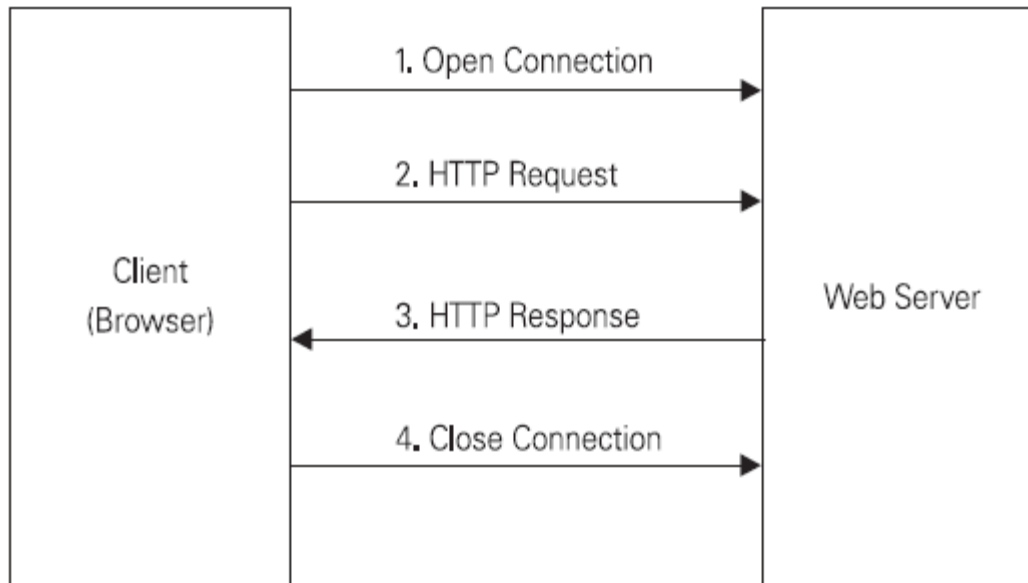 1. Open Connection
2. HTTP Request
Client
(Browser)
Web Server
3. HTTP Response
4. Close Connection